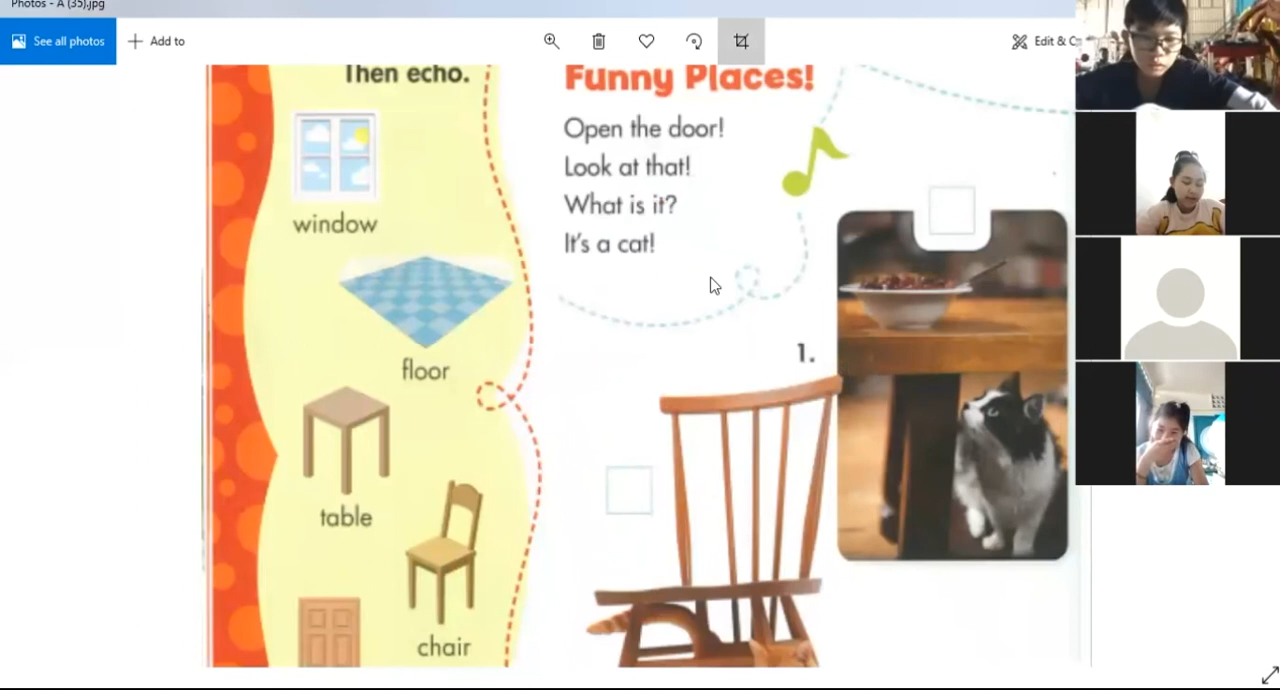 Photos - A (35).jpg
See all photos
Add to
Edit &
Then echo.
window
floor
table
chair
Funny Places!
Open the door!
Look at that!
What is it?
It's a cat!
1.